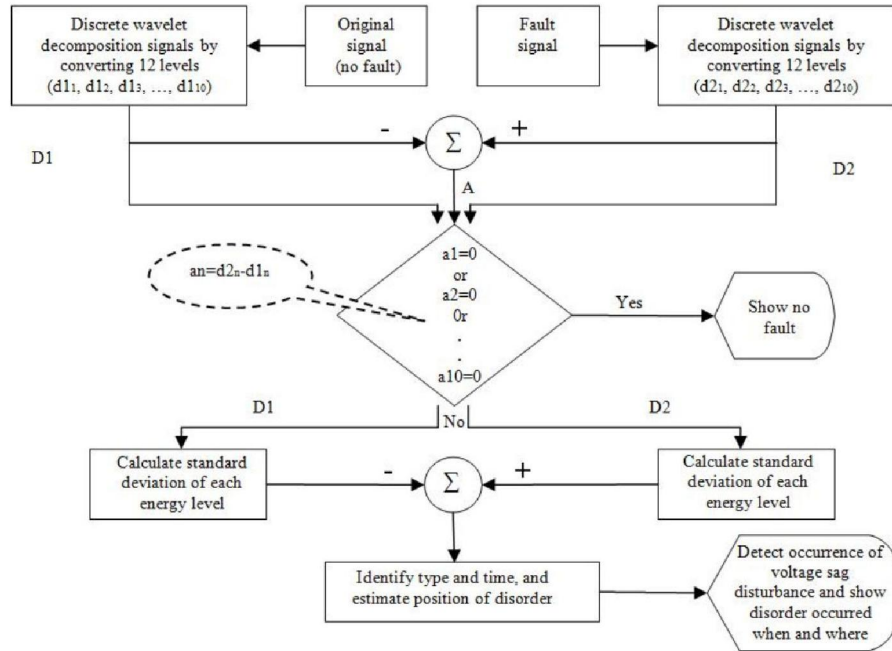 Discrete wavelet
decomposition signals by
converting 12 levels
(d1₁, d1₂, d1₃, ..., d1₁₀)
Original
signal
(no fault)
Fault
signal
Discrete wavelet
decomposition signals by
converting 12 levels
(d2₁, d2₂, d2₃, ..., d2₁₀)
-
Σ
+
D1
A
D2
an=d2ₙ-d1ₙ
a1=0
or
a2=0
0r
.
.
a10=0
Yes
Show no
fault
D1
No
D2
Calculate standard
deviation of each
energy level
-
Σ
+
Calculate standard
deviation of each
energy level
Identify type and time, and
estimate position of disorder
Detect occurrence of
voltage sag
disturbance and show
disorder occurred
when and where